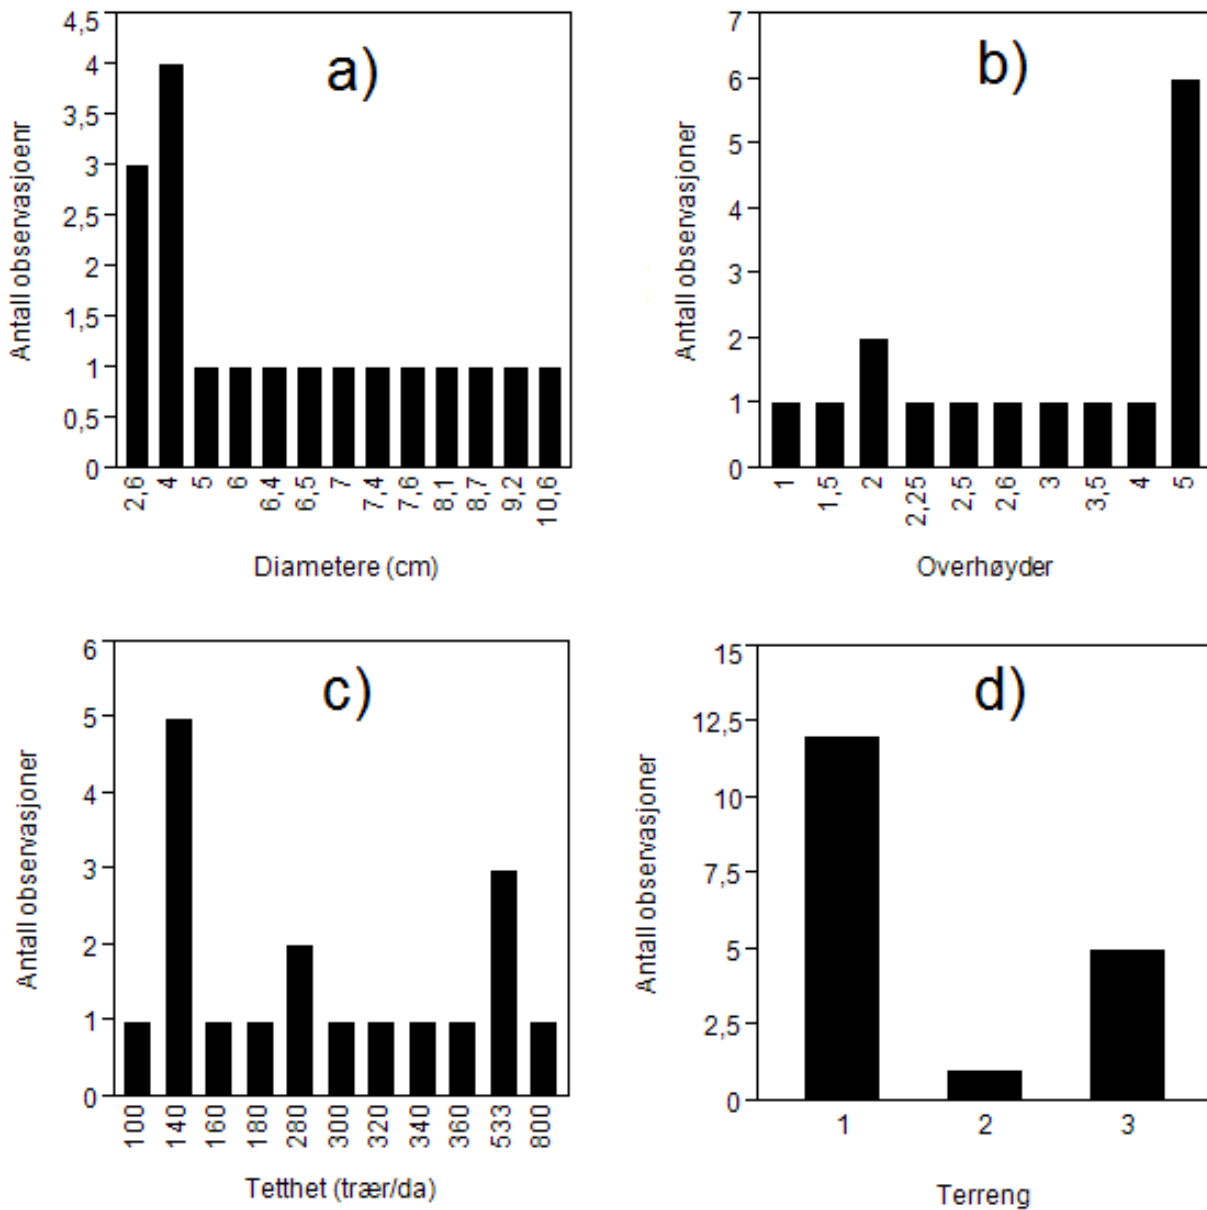 a)
4,5
4
3,5
3
2,5
2
1,5
1
0,5
0
Antall observasjoenr
2,6 4 5 6 6,4 6,5 7 7,4 7,6 8,1 8,7 9,2 10,6
Diametere (cm)
b)
7
6
5
4
3
2
1
0
Antall observasjoner
1 1,5 2 2,25 2,5 2,6 3 3,5 4 5
Overhøyder
c)
6
5
4
3
2
1
0
Antall observasjoner
100 140 160 180 280 300 320 340 360 533 800
Tetthet (trær/da)
d)
15
12,5
10
7,5
5
2,5
0
Antall observasjoner
1 2 3
Terreng